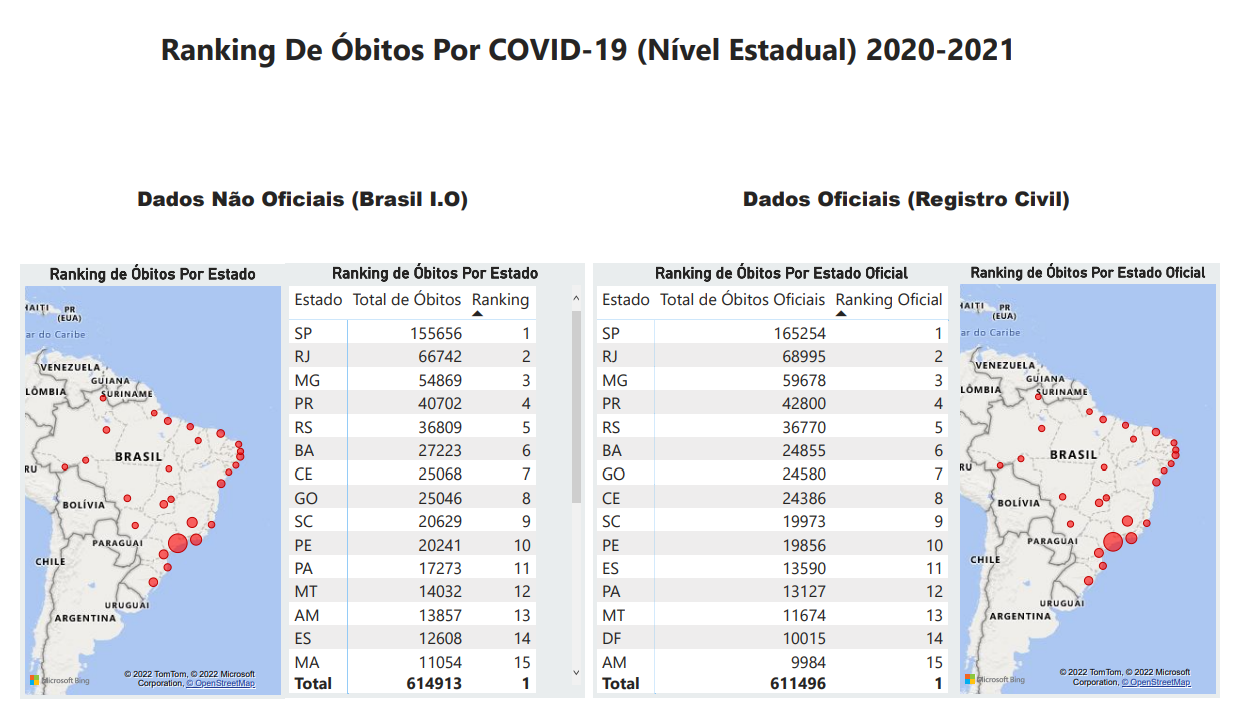 Ranking De Óbitos Por COVID-19 (Nível Estadual) 2020-2021
Dados Não Oficiais (Brasil I.O)
Dados Oficiais (Registro Civil)
Ranking de Óbitos Por Estado
HAITI
PR
(EUA)
ar do Caribe
VENEZUELA
GUIANA
SURINAME
LÔMBIA
BRASIL
RU
BOLÍVIA
PARAGUAI
CHILE
URUGUAI
ARGENTINA
© 2022 TomTom, © 2022 Microsoft
Microsoft Bing
Corporation, © OpenStreetMap
Ranking de Óbitos Por Estado
Estado Total de Óbitos Ranking
SP 155656 1
RJ 66742 2
MG 54869 3
PR 40702 4
RS 36809 5
BA 27223 6
CE 25068 7
GO 25046 8
SC 20629 9
PE 20241 10
PA 17273 11
MT 14032 12
AM 13857 13
ES 12608 14
MA 11054 15
Total 614913 1
Ranking de Óbitos Por Estado Oficial
Estado Total de Óbitos Oficiais Ranking Oficial
SP 165254 1
RJ 68995 2
MG 59678 3
PR 42800 4
RS 36770 5
BA 24855 6
GO 24580 7
CE 24386 8
SC 19973 9
PE 19856 10
ES 13590 11
PA 13127 12
MT 11674 13
DF 10015 14
AM 9984 15
Total 611496 1
Ranking de Óbitos Por Estado Oficial
HAITI
PR
(EUA)
ar do Caribe
VENEZUELA
GUIANA
SURINAME
LÔMBIA
BRASIL
RU
BOLÍVIA
PARAGUAI
CHILE
URUGUAI
ARGENTINA
© 2022 TomTom, © 2022 Microsoft
Microsoft Bing
Corporation, © OpenStreetMap